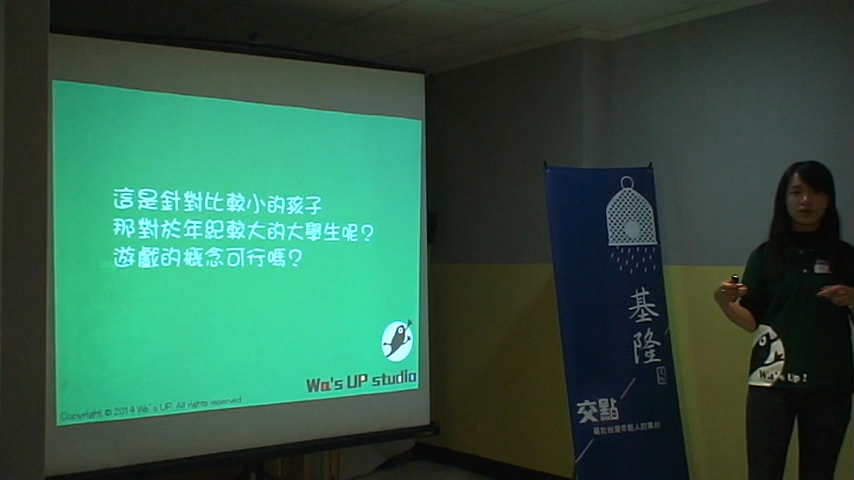 這是針對比較小的孩子
那對於年紀較大的大學生呢?
遊戲的概念可行嗎?
Wa's UP studio
Copyright © 2014 Wa's UP. All rights reserved
基隆
交點
Wa's Up!